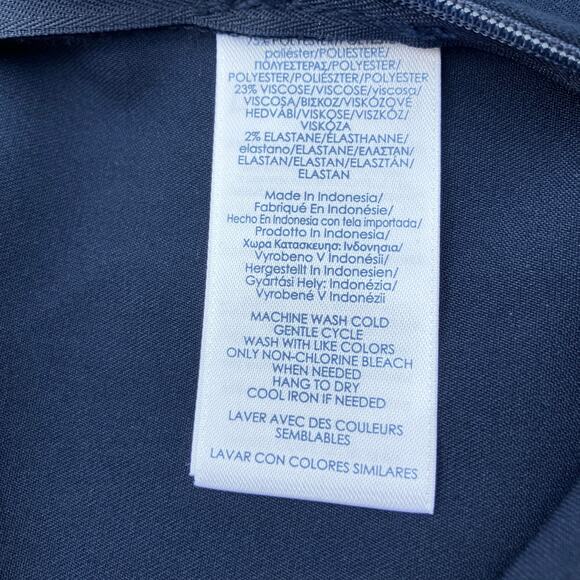 75% POLYESTER/
poliéster/POLIESTERE/
ΠΟΛΥΕΣΤΕΡΑΣ/POLYESTER/
POLYESTER/POLIÉSZTER/POLYESTER
23% VISCOSE/VISCOSE/viscosa/
VISCOSA/ΒΙΣΚΟΖ/VISKÓZOVÉ
HEDVÁBÍ/VISKOSE/VISZKÓZ/
VISKÓZA
2% ELASTANE/ÉLASTHANNE/
elastano/ELASTANE/ΕΛΑΣΤΑΝ/
ELASTAN/ELASTAN/ELASZTÁN/
ELASTAN
Made In Indonesia/
Fabriqué En Indonésie/
Hecho En Indonesia con tela importada/
Prodotto In Indonesia/
Χωρα Κατασκευησ: Ινδονησια/
Vyrobeno V Indonésii/
Hergestellt In Indonesien/
Gyártási Hely: Indonézia/
Vyrobené V Indonézii
MACHINE WASH COLD
GENTLE CYCLE
WASH WITH LIKE COLORS
ONLY NON-CHLORINE BLEACH
WHEN NEEDED
HANG TO DRY
COOL IRON IF NEEDED
LAVER AVEC DES COULEURS
SEMBLABLES
LAVAR CON COLORES SIMILARES